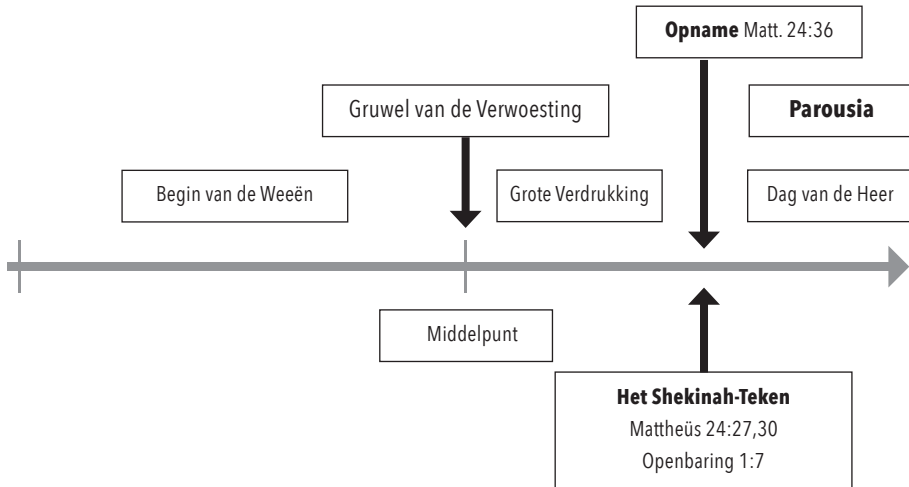 Opname Matt. 24:36
Gruwel van de Verwoesting
Parousia
Begin van de Weeën
Grote Verdrukking
Dag van de Heer
Middelpunt
Het Shekinah-Teken
Mattheüs 24:27,30
Openbaring 1:7